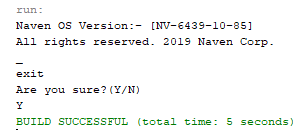 run:
Naven OS Version:- [NV-6439-10-85]
All rights reserved. 2019 Naven Corp.
_
exit
Are you sure?(Y/N)
Y
BUILD SUCCESSFUL (total time: 5 seconds)